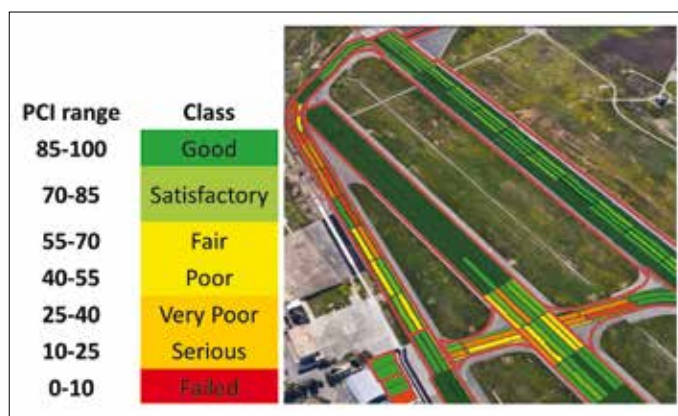 PCI range Class
85-100 Good
70-85 Satisfactory
55-70 Fair
40-55 Poor
25-40 Very Poor
10-25 Serious
0-10 Failed